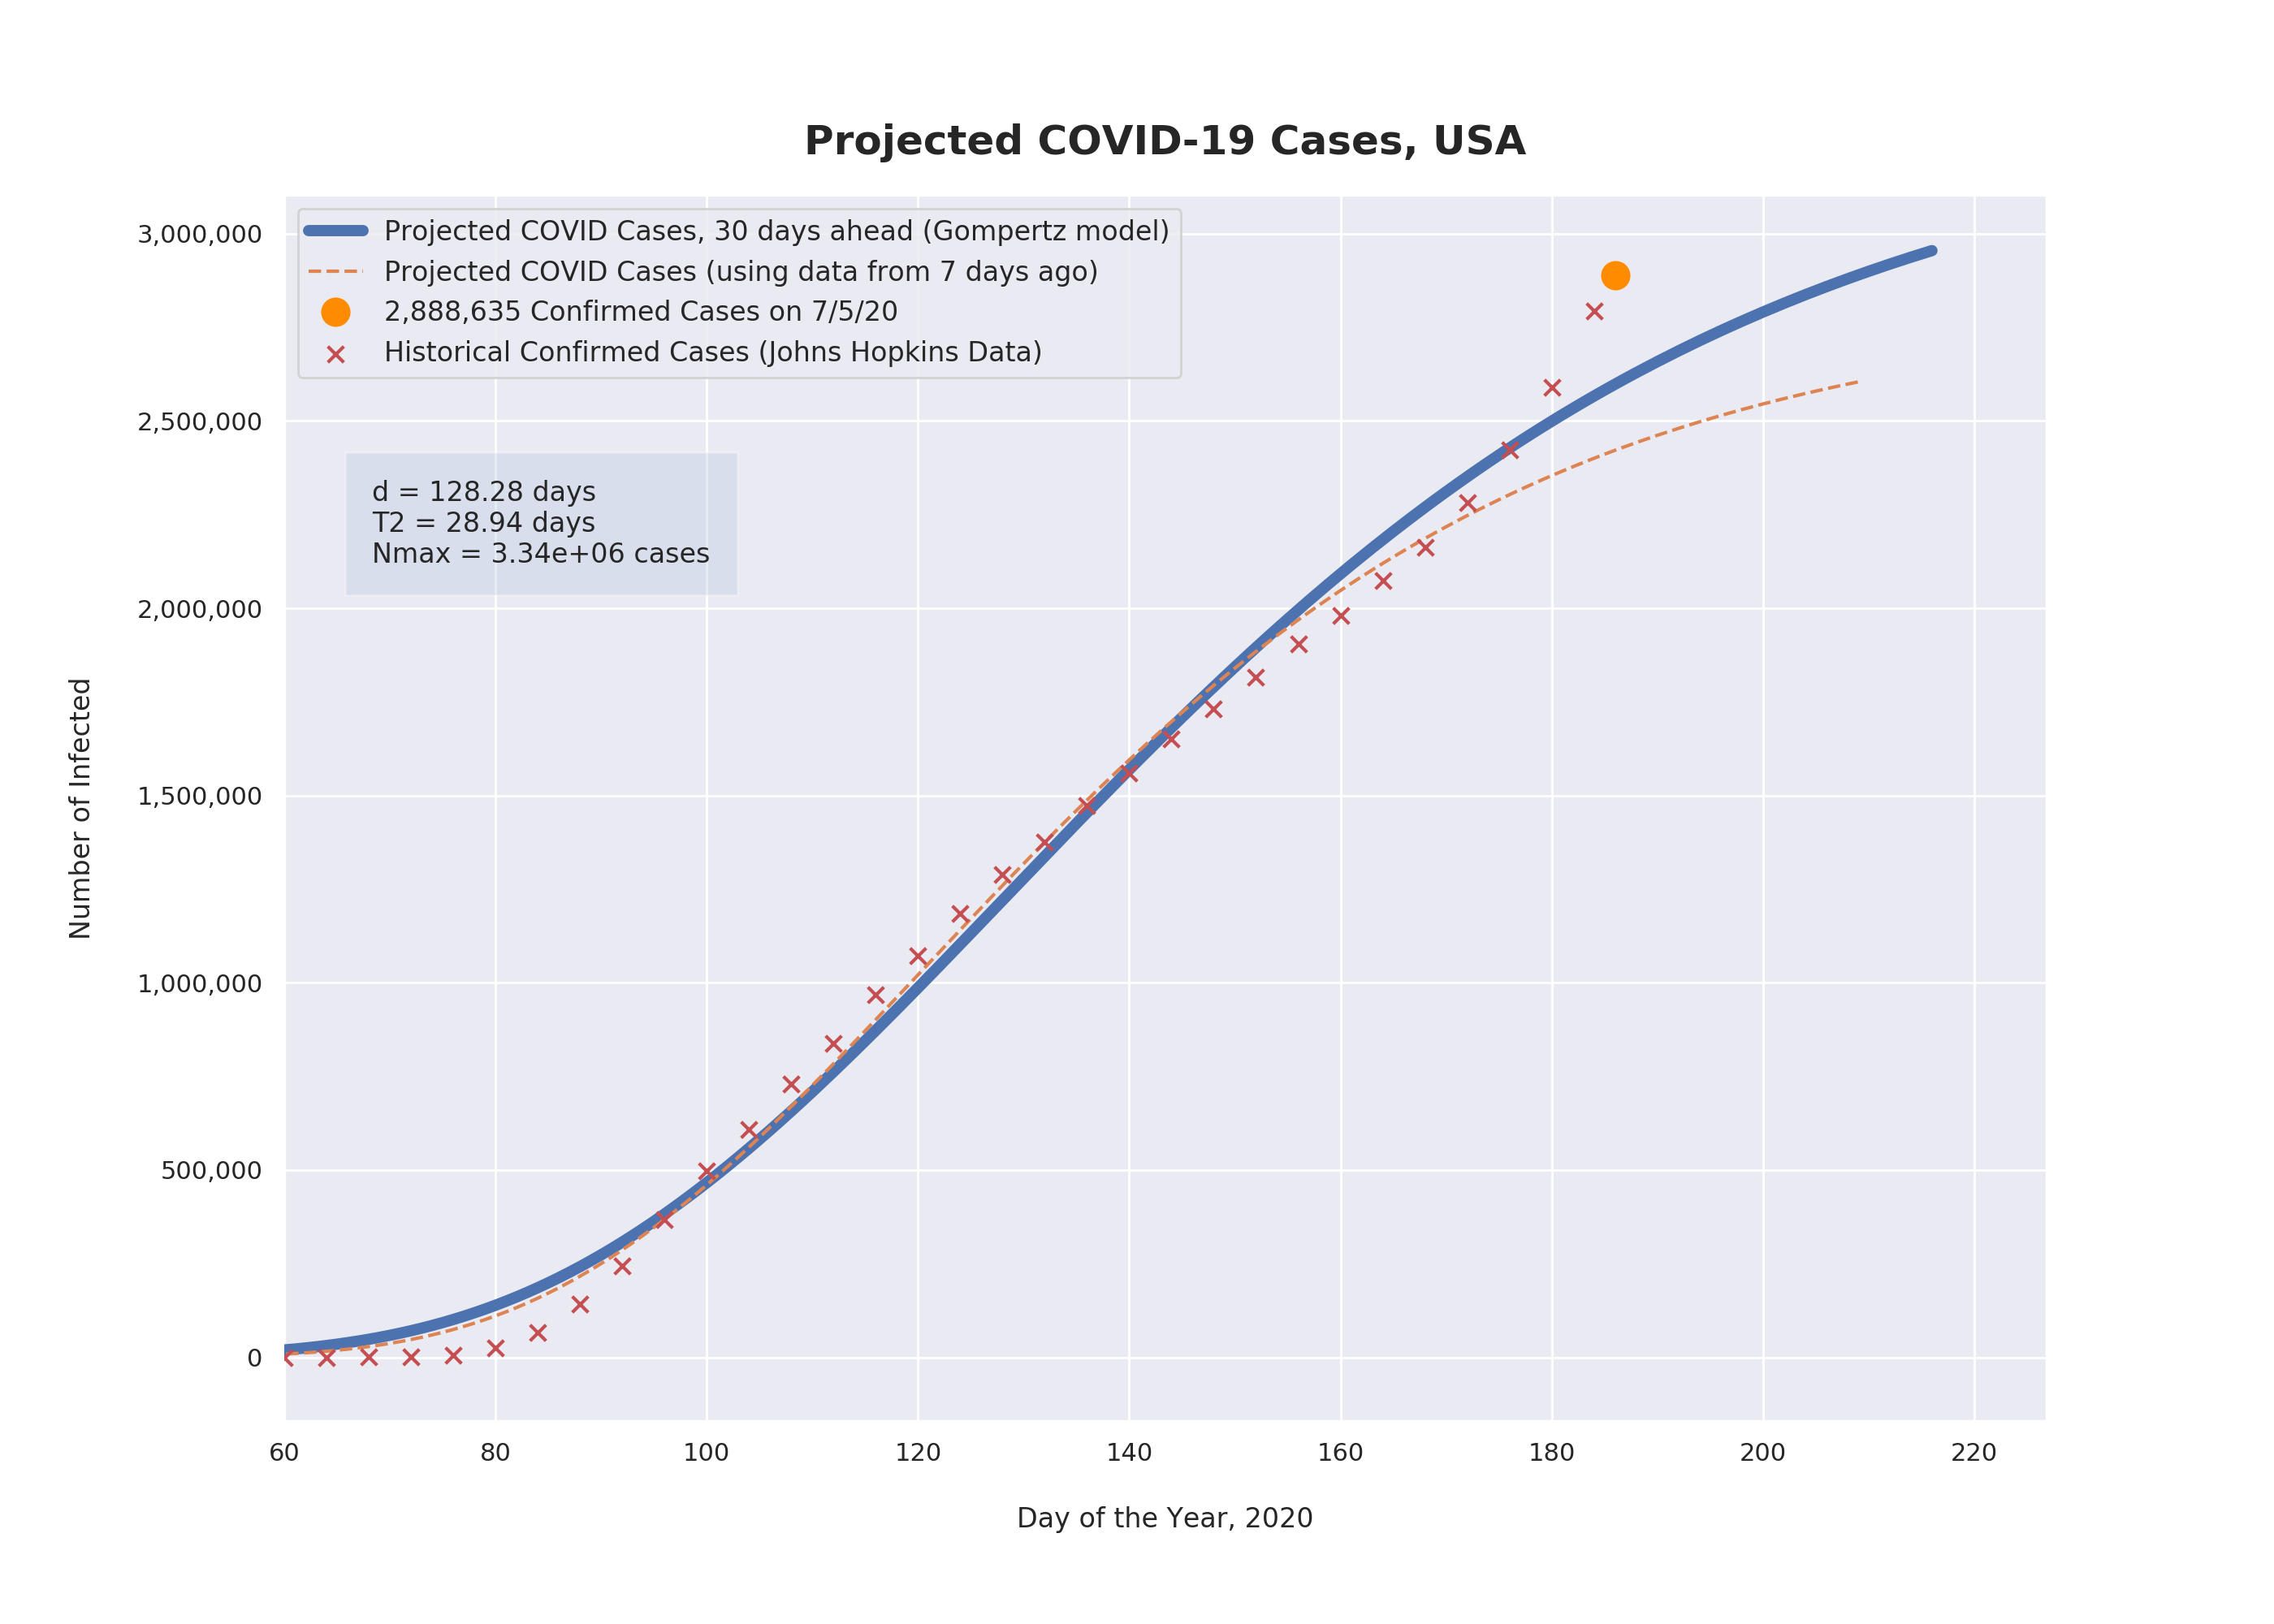 Projected COVID-19 Cases, USA
Projected COVID Cases, 30 days ahead (Gompertz model)
Projected COVID Cases (using data from 7 days ago)
2,888,635 Confirmed Cases on 7/5/20
Historical Confirmed Cases (Johns Hopkins Data)
d = 128.28 days
T2 = 28.94 days
Nmax = 3.34e+06 cases
3,000,000
2,500,000
2,000,000
1,500,000
1,000,000
500,000
0
Number of Infected
60 80 100 120 140 160 180 200 220
Day of the Year, 2020